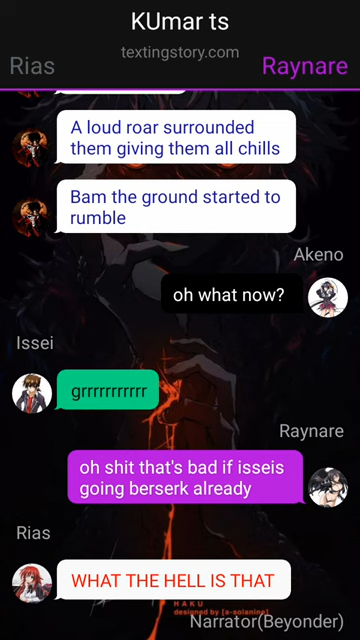 KUmar ts
textingstory.com
Rias
Raynare
A loud roar surrounded
them giving them all chills
Bam the ground started to
rumble
Akeno
oh what now?
Issei
grrrrrrrrrrr
Raynare
oh shit that's bad if isseis
going berserk already
Rias
WHAT THE HELL IS THAT
HAKU
designed by [a-solanine]
Narrator(Beyonder)